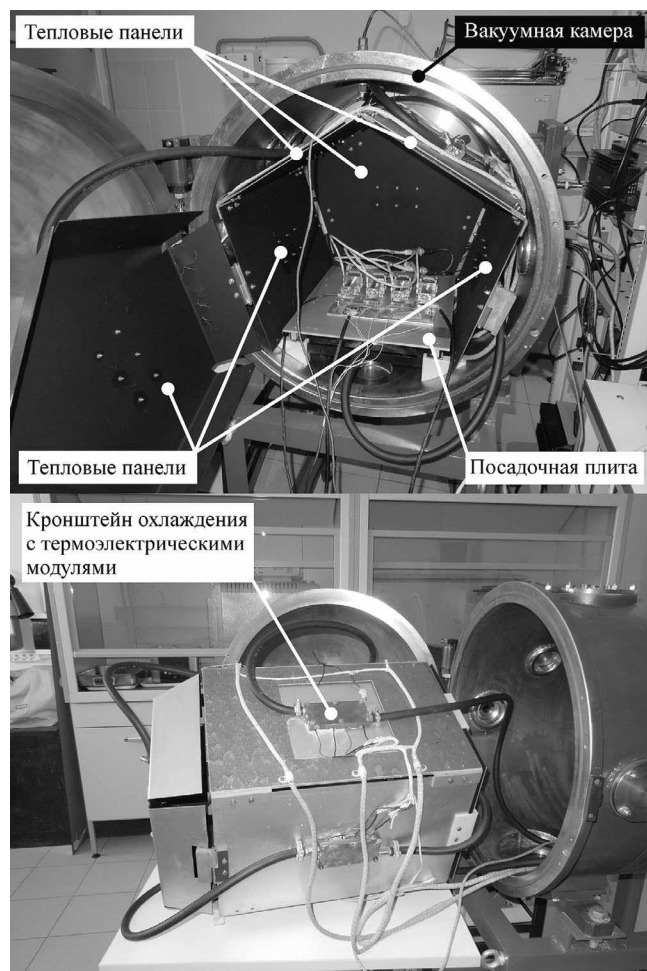 Тепловые панели
Вакуумная камера
Тепловые панели
Посадочная плита
Кронштейн охлаждения
с термоэлектрическими
модулями